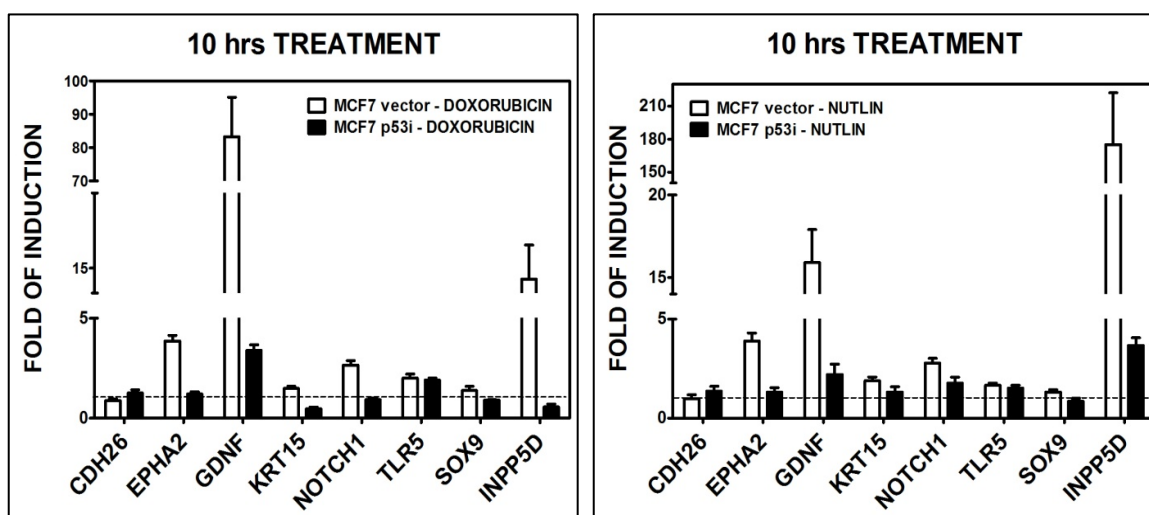 10 hrs TREATMENT
FOLD OF INDUCTION
100
90
80
70
15
5
0
MCF7 vector - DOXORUBICIN
MCF7 p53i - DOXORUBICIN
CDH26
EPHA2
GDNF
KRT15
NOTCH1
TLR5
SOX9
INPP5D
10 hrs TREATMENT
FOLD OF INDUCTION
210
180
150
20
15
5
0
MCF7 vector - NUTLIN
MCF7 p53i - NUTLIN
CDH26
EPHA2
GDNF
KRT15
NOTCH1
TLR5
SOX9
INPP5D